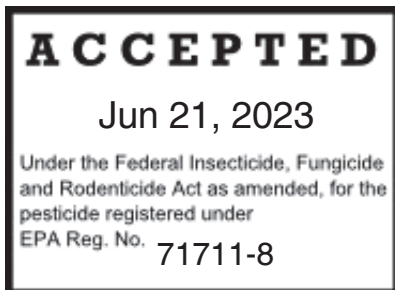 ACCEPTED
Jun 21, 2023
Under the Federal Insecticide, Fungicide
and Rodenticide Act as amended, for the
pesticide registered under
EPA Reg. No. 71711-8